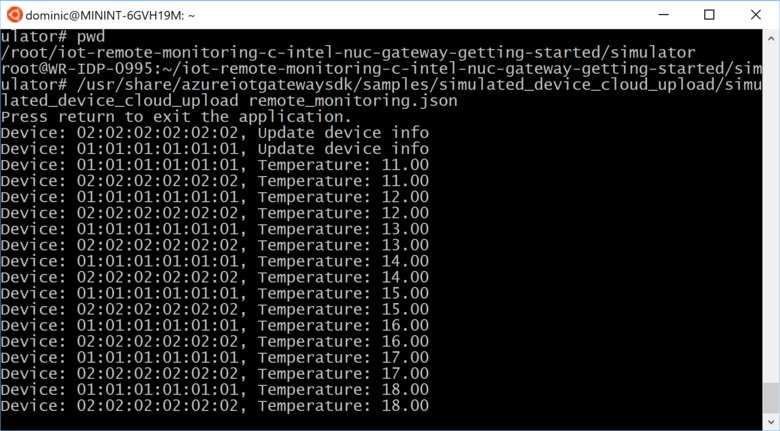 dominic@MININT-6GVH19M: ~
ulator# pwd
/root/iot-remote-monitoring-c-intel-nuc-gateway-getting-started/simulator
root@WR-IDP-0995:~/iot-remote-monitoring-c-intel-nuc-gateway-getting-started/sim
ulator# /usr/share/azureiotgatewaysdk/samples/simulated_device_cloud_upload/simu
lated_device_cloud_upload remote_monitoring.json
Press return to exit the application.
Device: 02:02:02:02:02:02, Update device info
Device: 01:01:01:01:01:01, Update device info
Device: 01:01:01:01:01:01, Temperature: 11.00
Device: 02:02:02:02:02:02, Temperature: 11.00
Device: 01:01:01:01:01:01, Temperature: 12.00
Device: 02:02:02:02:02:02, Temperature: 12.00
Device: 01:01:01:01:01:01, Temperature: 13.00
Device: 02:02:02:02:02:02, Temperature: 13.00
Device: 01:01:01:01:01:01, Temperature: 14.00
Device: 02:02:02:02:02:02, Temperature: 14.00
Device: 01:01:01:01:01:01, Temperature: 15.00
Device: 02:02:02:02:02:02, Temperature: 15.00
Device: 01:01:01:01:01:01, Temperature: 16.00
Device: 02:02:02:02:02:02, Temperature: 16.00
Device: 01:01:01:01:01:01, Temperature: 17.00
Device: 02:02:02:02:02:02, Temperature: 17.00
Device: 01:01:01:01:01:01, Temperature: 18.00
Device: 02:02:02:02:02:02, Temperature: 18.00